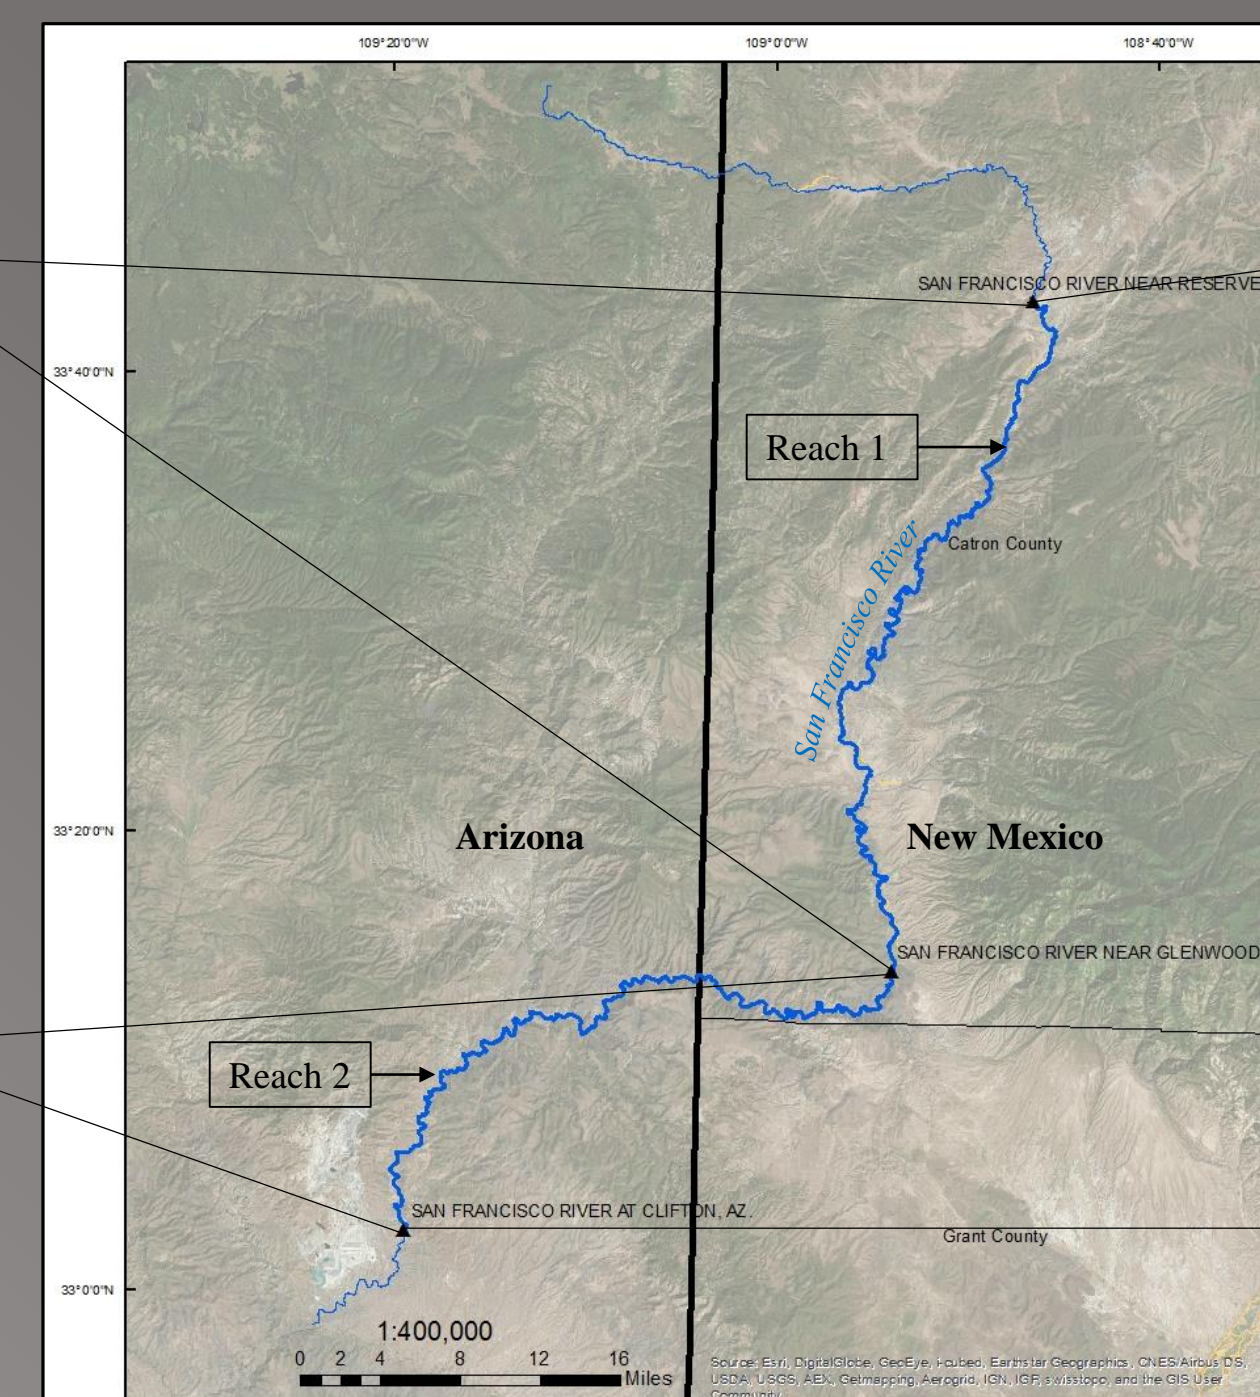 109°20'0"W
109°0'0"W
108°40'0"W
SAN FRANCISCO RIVER NEAR RESERVE
33°40'0"N
Reach 1
Catron County
San Francisco River
33°20'0"N
Arizona
New Mexico
SAN FRANCISCO RIVER NEAR GLENWOOD
Reach 2
SAN FRANCISCO RIVER AT CLIFTON, AZ.
Grant County
33°0'0"N
1:400,000
0 2 4 8 12 16
Miles
Source: Esri, DigitalGlobe, GeoEye, i-cubed, Earthstar Geographics, CNES/Airbus DS,
USDA, USGS, AEX, Getmapping, Aerogrid, IGN, IGP, swisstopo, and the GIS User
Community